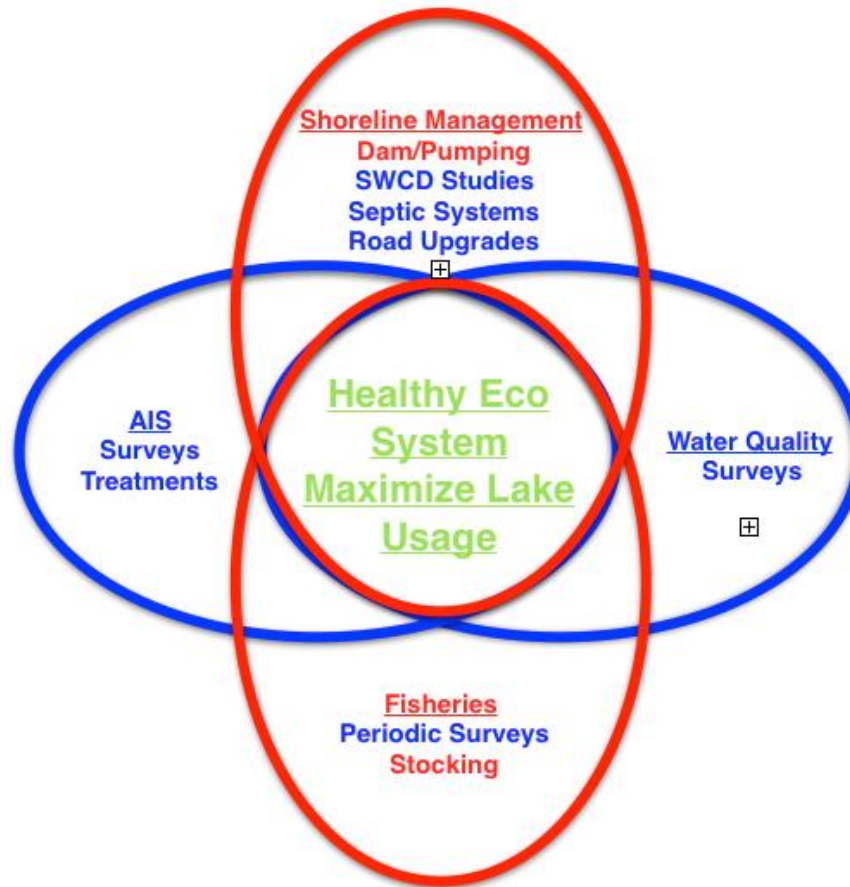 Shoreline Management
Dam/Pumping
SWCD Studies
Septic Systems
Road Upgrades
AIS
Surveys
Treatments
Healthy Eco
System
Maximize Lake
Usage
Water Quality
Surveys
Fisheries
Periodic Surveys
Stocking